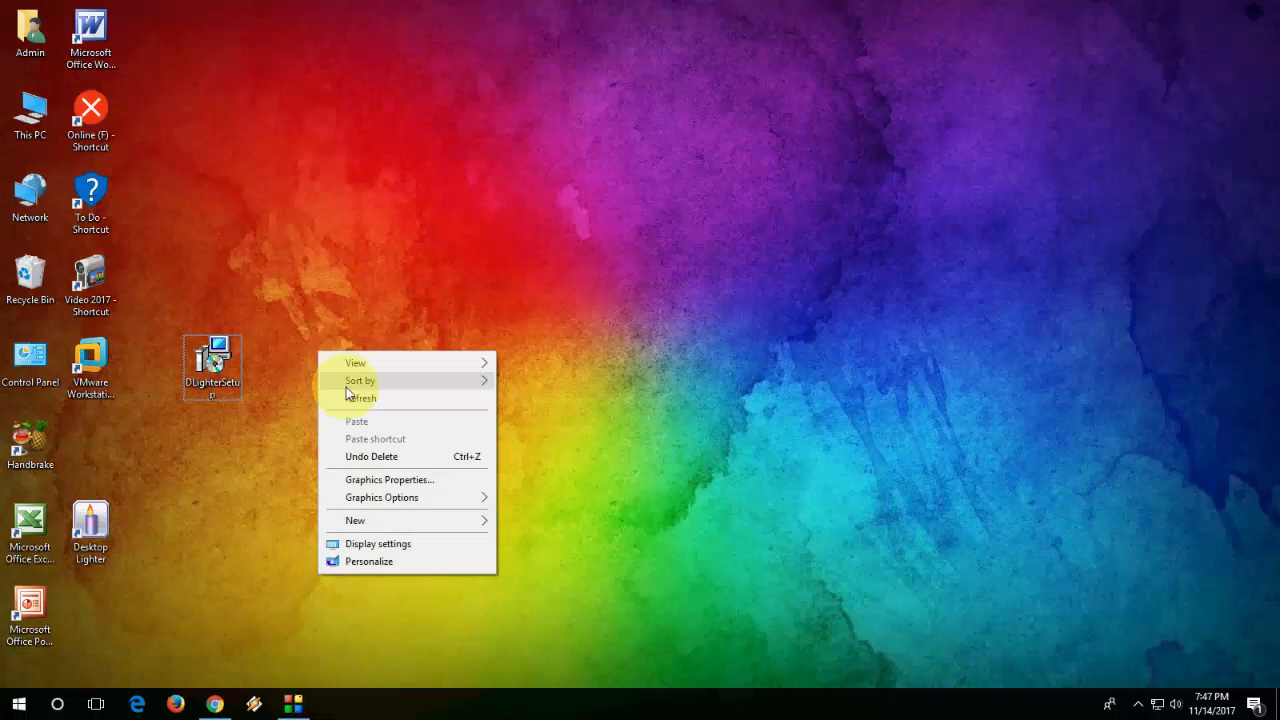 Admin
Microsoft
Office Wo...
This PC
Online (F) -
Shortcut
Network
To Do -
Shortcut
Recycle Bin
Video 2017 -
Shortcut
Control Panel
VMware
Workstati...
DLighterSetu
p
Handbrake
Microsoft
Office Exc...
Desktop
Lighter
Microsoft
Office Po...
View
Sort by
Refresh
Paste
Paste shortcut
Undo Delete Ctrl+Z
Graphics Properties...
Graphics Options
New
Display settings
Personalize
7:47 PM
11/14/2017
1